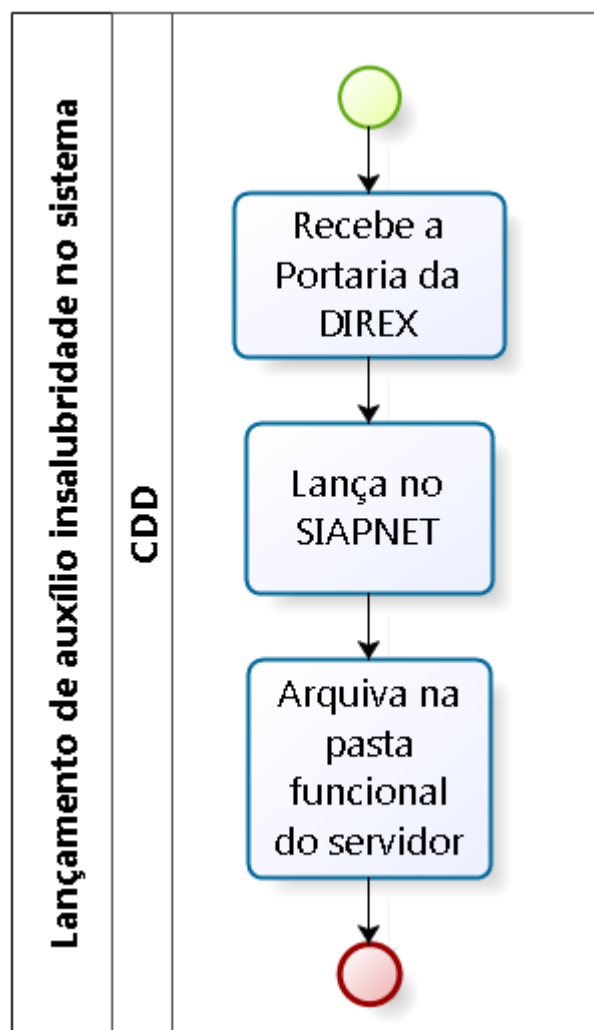 Lançamento de auxílio insalubridade no sistema
CDD
Recebe a
Portaria da
DIREX
Lança no
SIAPNET
Arquiva na
pasta
funcional
do servidor